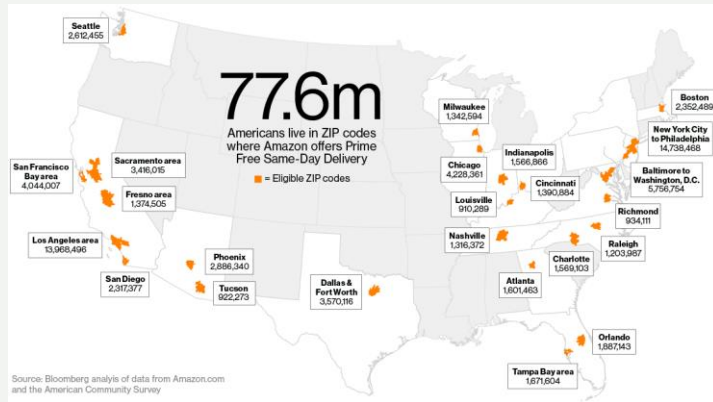 Seattle
2,612,455
77.6m
Americans live in ZIP codes
where Amazon offers Prime
Free Same-Day Delivery
= Eligible ZIP codes
Milwaukee
1,342,594
Boston
2,352,489
New York City
to Philadelphia
14,738,468
Indianapolis
1,566,866
Chicago
4,228,361
Sacramento area
3,416,015
San Francisco
Bay area
4,044,007
Cincinnati
1,390,884
Baltimore to
Washington, D.C.
5,756,754
Fresno area
1,374,505
Louisville
910,289
Richmond
934,111
Nashville
1,316,372
Los Angeles area
13,968,496
Raleigh
1,203,987
Phoenix
2,886,340
Charlotte
1,569,103
San Diego
2,317,377
Tucson
922,273
Dallas &
Fort Worth
3,570,116
Atlanta
1,601,463
Orlando
1,887,143
Tampa Bay area
1,671,604
Source: Bloomberg analyis of data from Amazon.com
and the American Community Survey